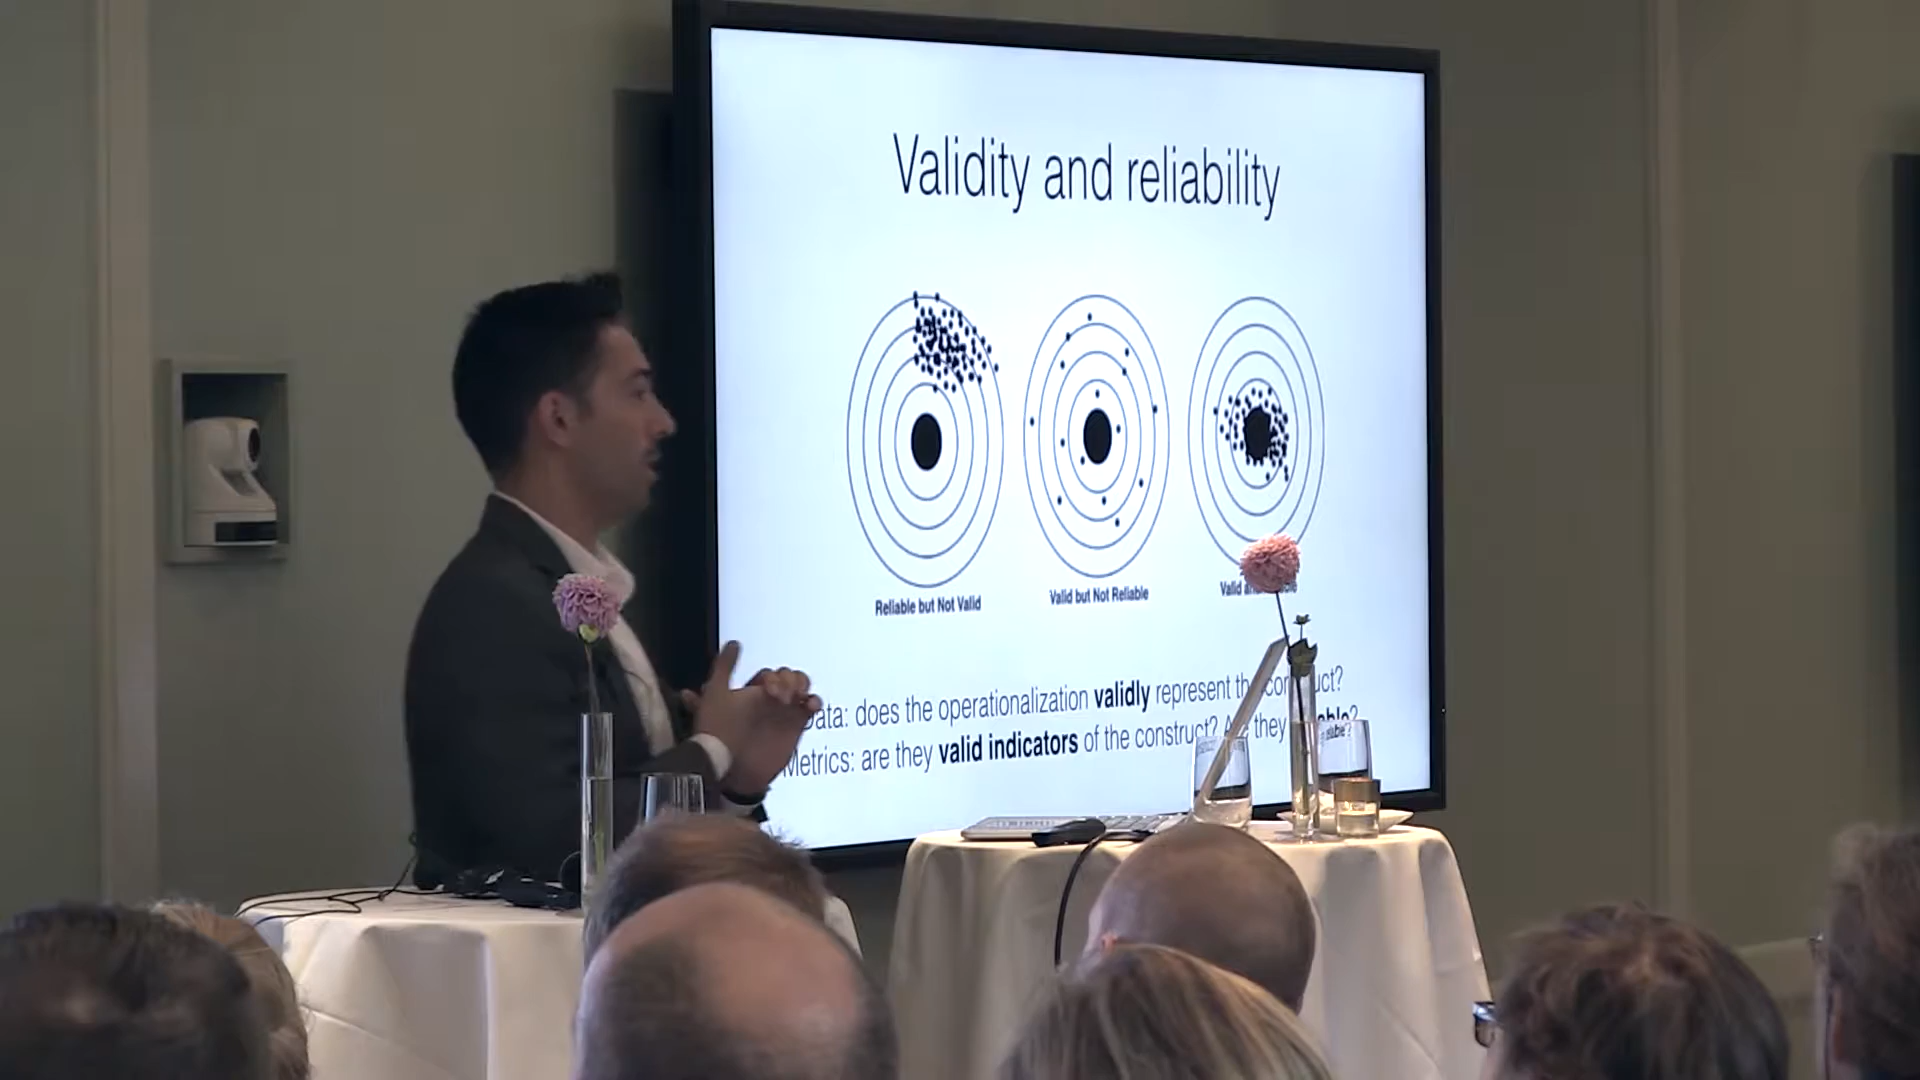 Validity and reliability
Reliable but Not Valid
Valid but Not Reliable
Valid
Data: does the operationalization validly represent the construct?
Metrics: are they valid indicators of the construct? Are they